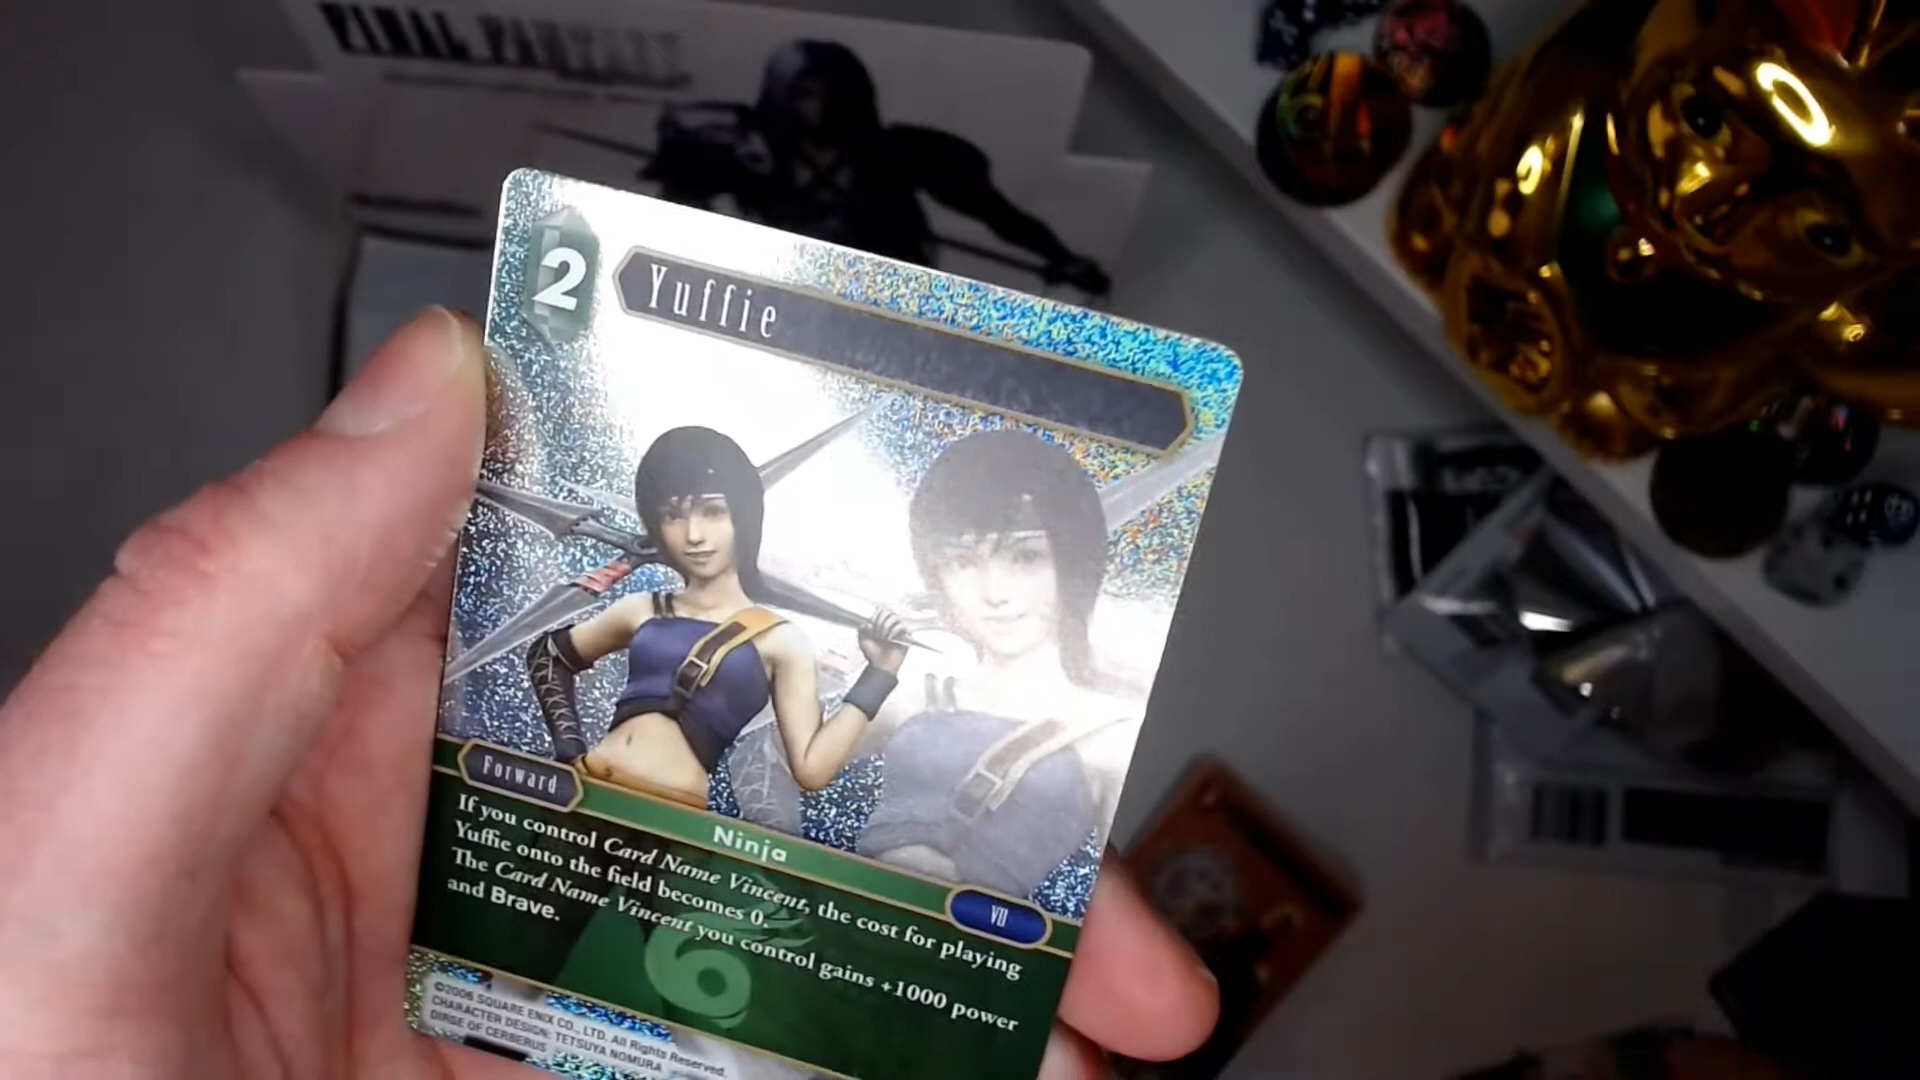 FINAL FANTASY
2
Yuffie
Forward
Ninja
VII
If you control Card Name Vincent, the cost for playing
Yuffie onto the field becomes 0.
The Card Name Vincent you control gains +1000 power
and Brave.
©2006 SQUARE ENIX CO., LTD. All Rights Reserved.
CHARACTER DESIGN: TETSUYA NOMURA
DIRGE OF CERBERUS